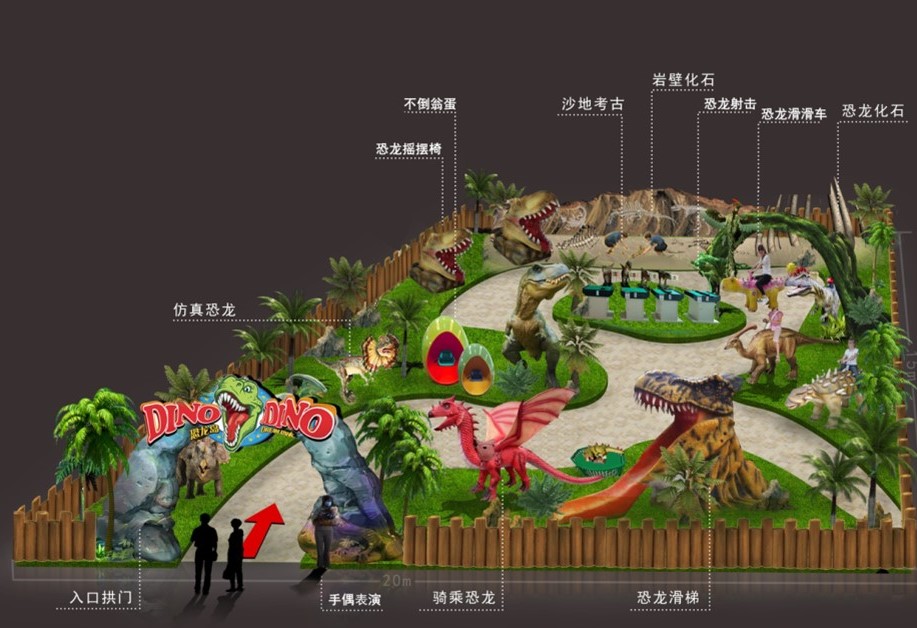 岩壁化石
不倒翁蛋
沙地考古
恐龙射击
恐龙滑滑车
恐龙化石
恐龙摇摆椅
仿真恐龙
DINO DINO
恐龙岛
20m
入口拱门
手偶表演
骑乘恐龙
恐龙滑梯